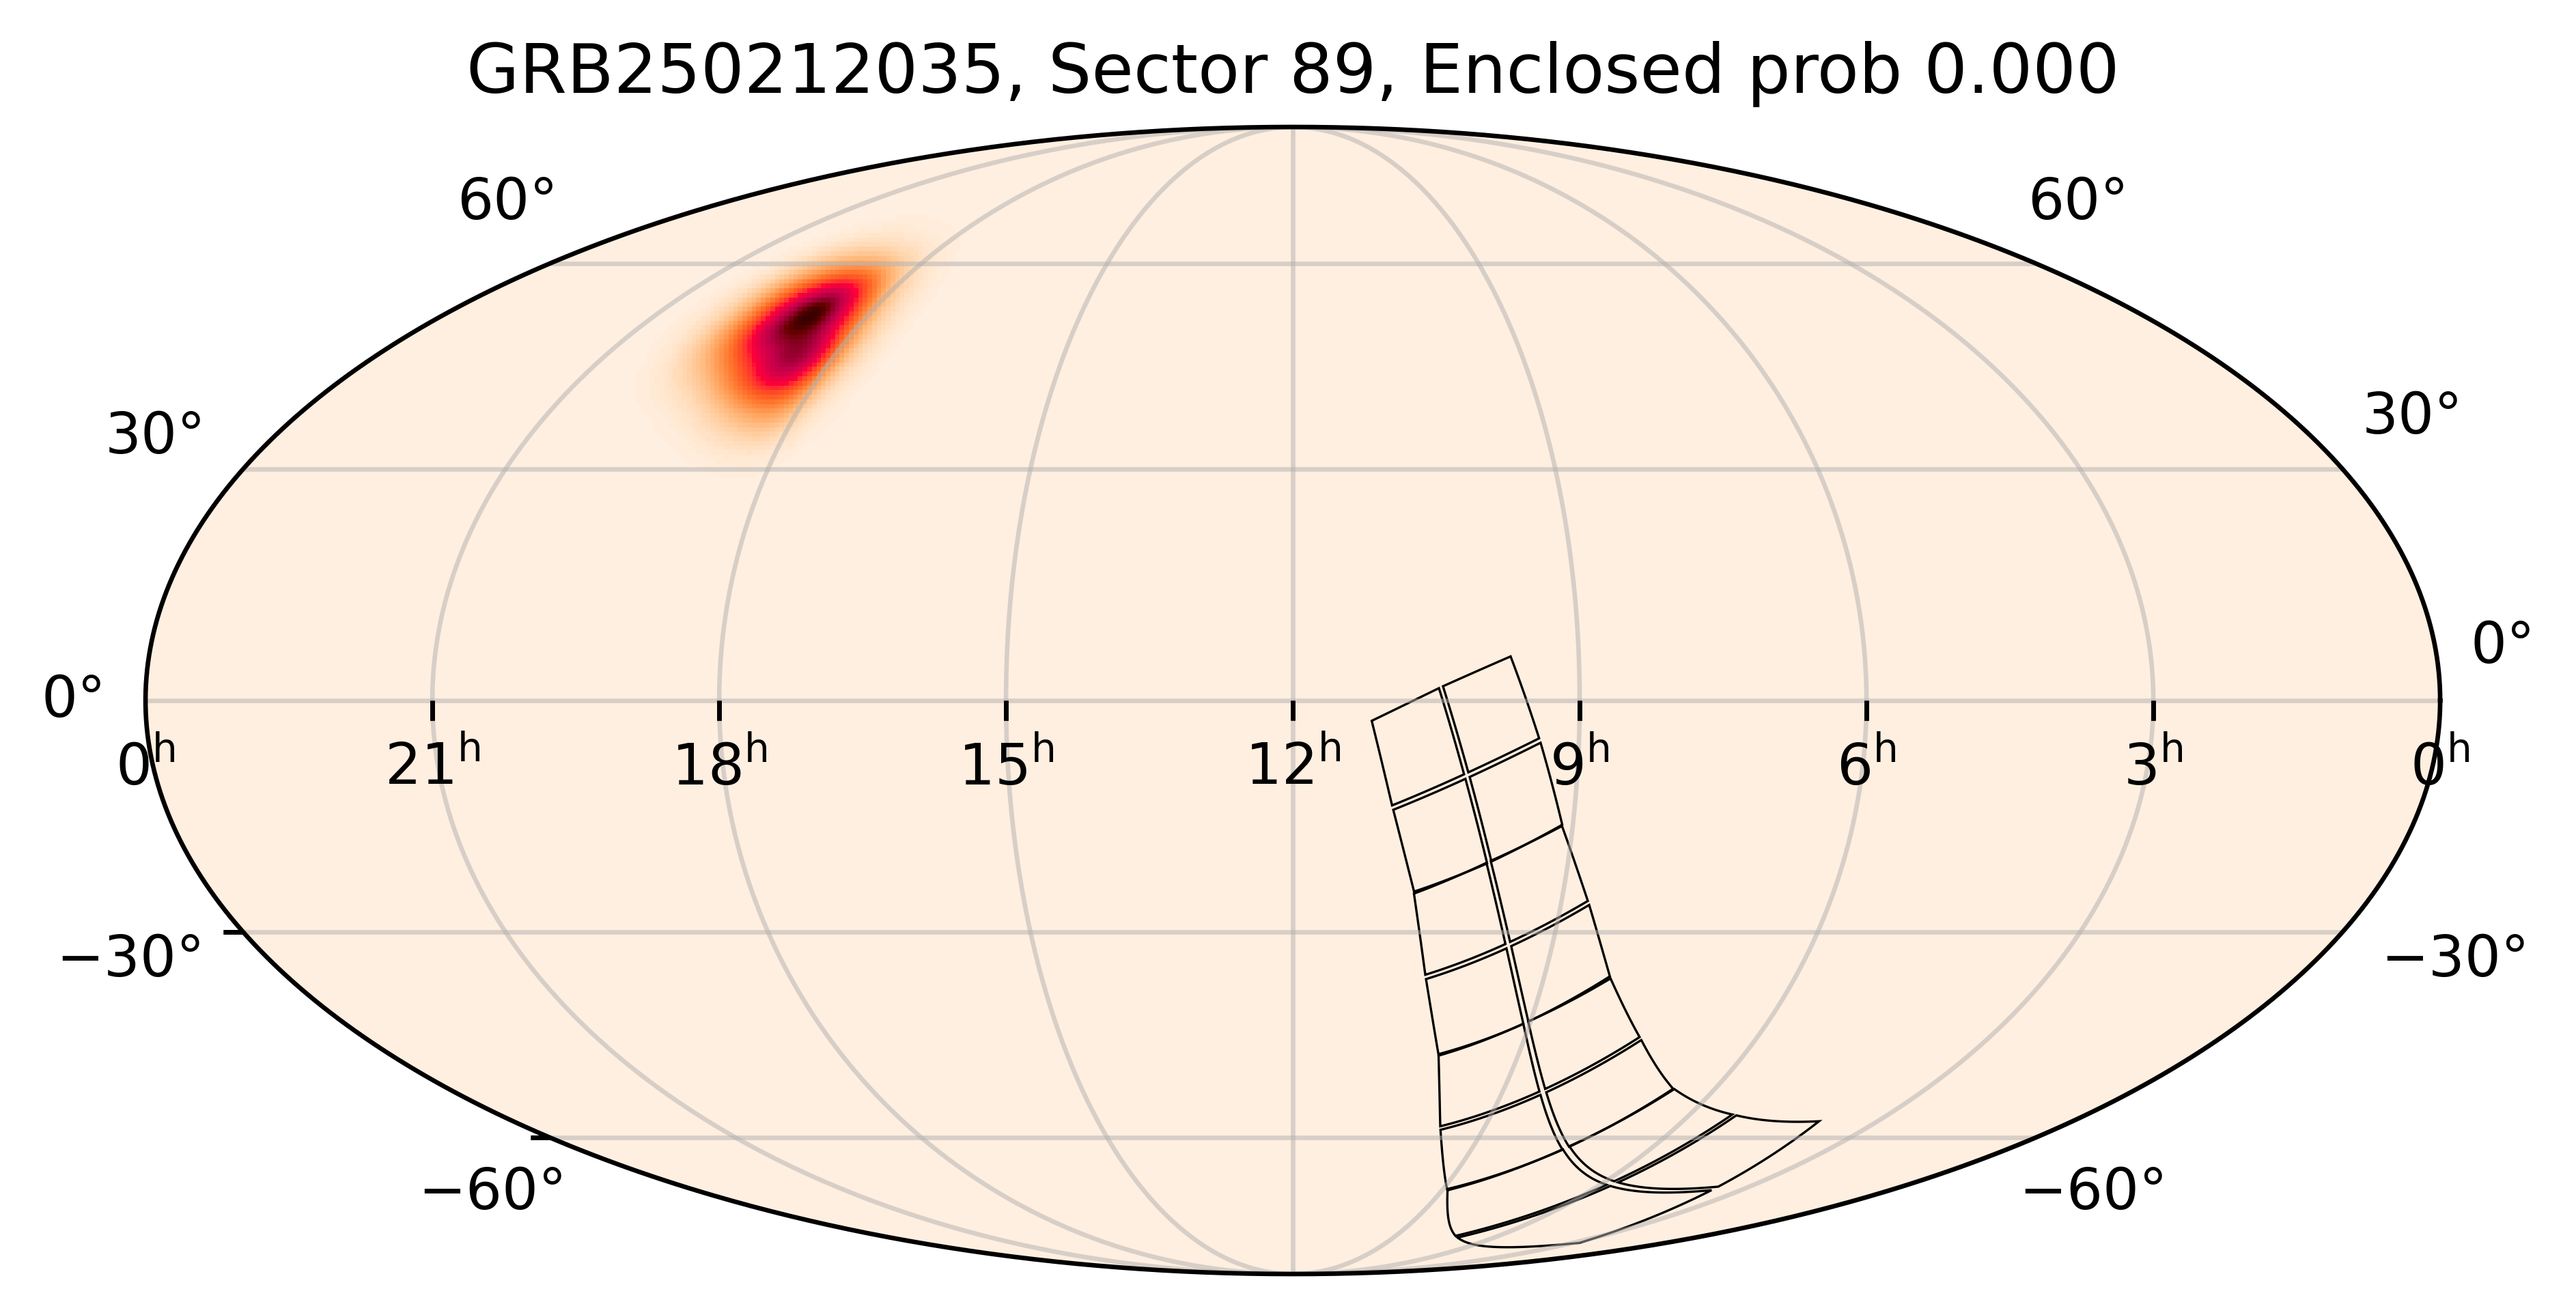 GRB250212035, Sector 89, Enclosed prob 0.000
60° 60°
30° 30°
0° 0°
0ʰ 21ʰ 18ʰ 15ʰ 12ʰ 9ʰ 6ʰ 3ʰ 0ʰ
−30° −30°
−60° −60°